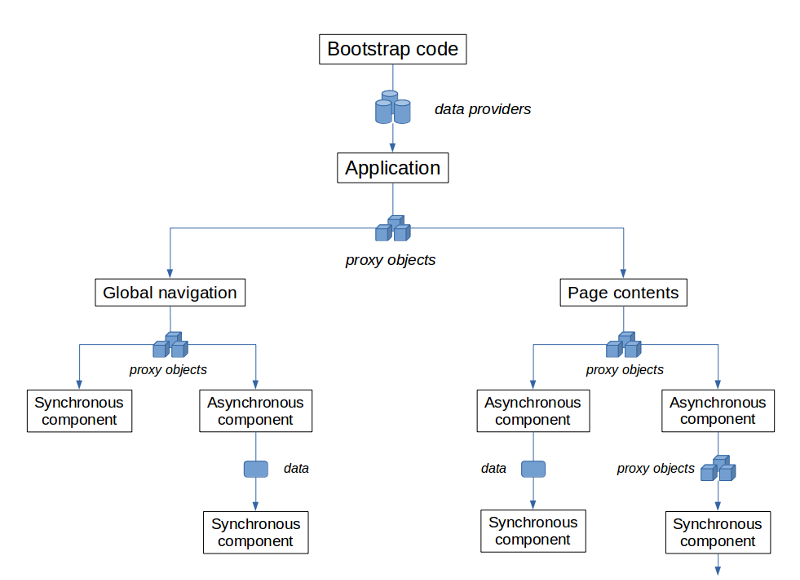 Bootstrap code
data providers
Application
proxy objects
Global navigation
Page contents
proxy objects
proxy objects
Synchronous
component
Asynchronous
component
Asynchronous
component
Asynchronous
component
data
data
proxy objects
Synchronous
component
Synchronous
component
Synchronous
component